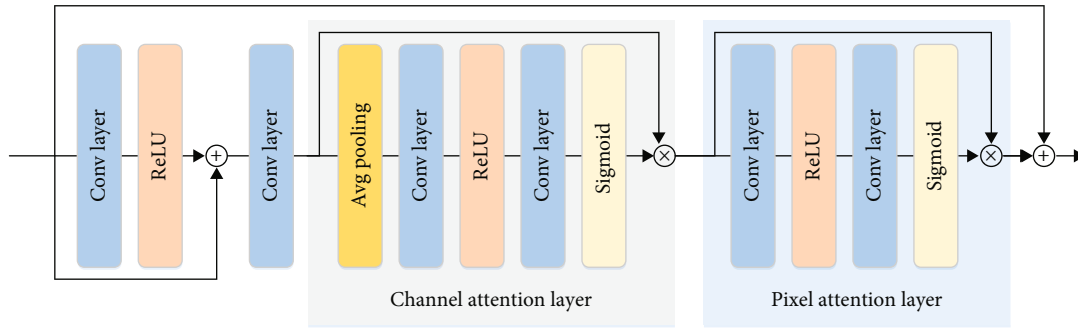 Conv layer
ReLU
+
Conv layer
Avg pooling
Conv layer
ReLU
Conv layer
Sigmoid
×
Conv layer
ReLU
Conv layer
Sigmoid
×
+
Channel attention layer
Pixel attention layer